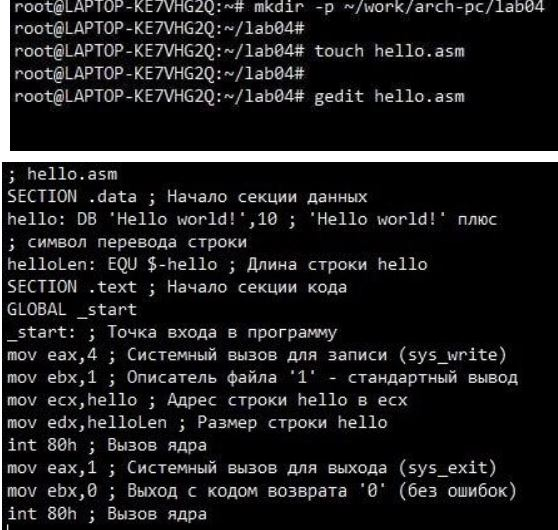 root@LAPTOP-KE7VHG2Q:~# mkdir -p ~/work/arch-pc/lab04
root@LAPTOP-KE7VHG2Q:~/lab04#
root@LAPTOP-KE7VHG2Q:~/lab04# touch hello.asm
root@LAPTOP-KE7VHG2Q:~/lab04#
root@LAPTOP-KE7VHG2Q:~/lab04# gedit hello.asm
; hello.asm
SECTION .data ; Начало секции данных
hello: DB 'Hello world!',10 ; 'Hello world!' плюс
; символ перевода строки
helloLen: EQU $-hello ; Длина строки hello
SECTION .text ; Начало секции кода
GLOBAL _start
_start: ; Точка входа в программу
mov eax,4 ; Системный вызов для записи (sys_write)
mov ebx,1 ; Описатель файла '1' - стандартный вывод
mov ecx,hello ; Адрес строки hello в ecx
mov edx,helloLen ; Размер строки hello
int 80h ; Вызов ядра
mov eax,1 ; Системный вызов для выхода (sys_exit)
mov ebx,0 ; Выход с кодом возврата '0' (без ошибок)
int 80h ; Вызов ядра